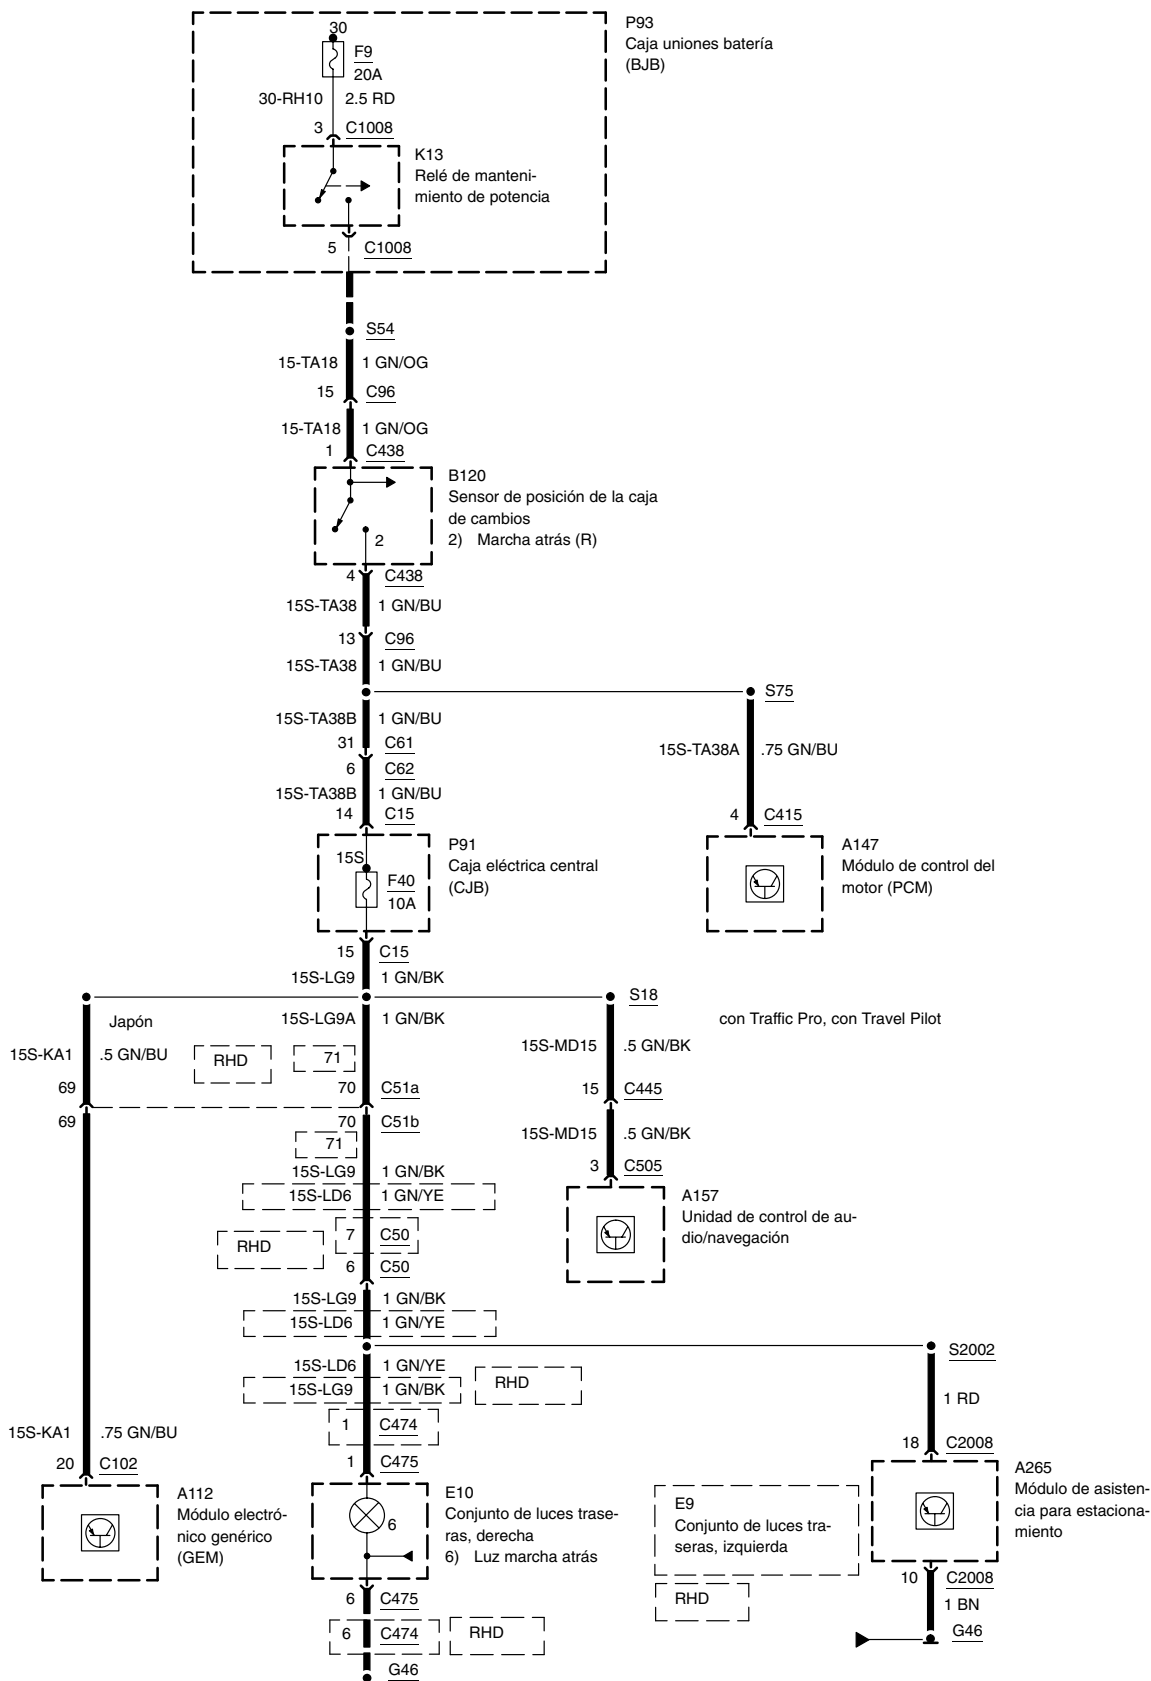 P93
Caja uniones batería
(BJB)
30
F9
20A
30-RH10 2.5 RD
3 C1008
K13
Relé de manteni-
miento de potencia
5 C1008
S54
15-TA18 1 GN/OG
15 C96
15-TA18 1 GN/OG
1 C438
B120
Sensor de posición de la caja
de cambios
2) Marcha atrás (R)
2
4 C438
15S-TA38 1 GN/BU
13 C96
15S-TA38 1 GN/BU
S75
15S-TA38B 1 GN/BU
31 C61
6 C62
15S-TA38B 1 GN/BU
14 C15
15S-TA38A .75 GN/BU
4 C415
A147
Módulo de control del
motor (PCM)
P91
Caja eléctrica central
(CJB)
15S
F40
10A
15 C15
15S-LG9 1 GN/BK
S18
con Traffic Pro, con Travel Pilot
Japón
15S-LG9A 1 GN/BK
15S-KA1 .5 GN/BU
RHD
71
15S-MD15 .5 GN/BK
69
70 C51a
15 C445
69
70 C51b
71
15S-MD15 .5 GN/BK
15S-LG9 1 GN/BK
3 C505
15S-LD6 1 GN/YE
A157
Unidad de control de au-
dio/navegación
RHD
7 C50
6 C50
15S-LG9 1 GN/BK
15S-LD6 1 GN/YE
S2002
15S-LD6 1 GN/YE
15S-LG9 1 GN/BK
RHD
1 RD
1 C474
15S-KA1 .75 GN/BU
18 C2008
20 C102
1 C475
A112
Módulo electró-
nico genérico
(GEM)
E10
Conjunto de luces trase-
ras, derecha
6) Luz marcha atrás
6
E9
Conjunto de luces tra-
seras, izquierda
RHD
A265
Módulo de asisten-
cia para estaciona-
miento
10 C2008
1 BN
G46
6 C475
6 C474
RHD
G46